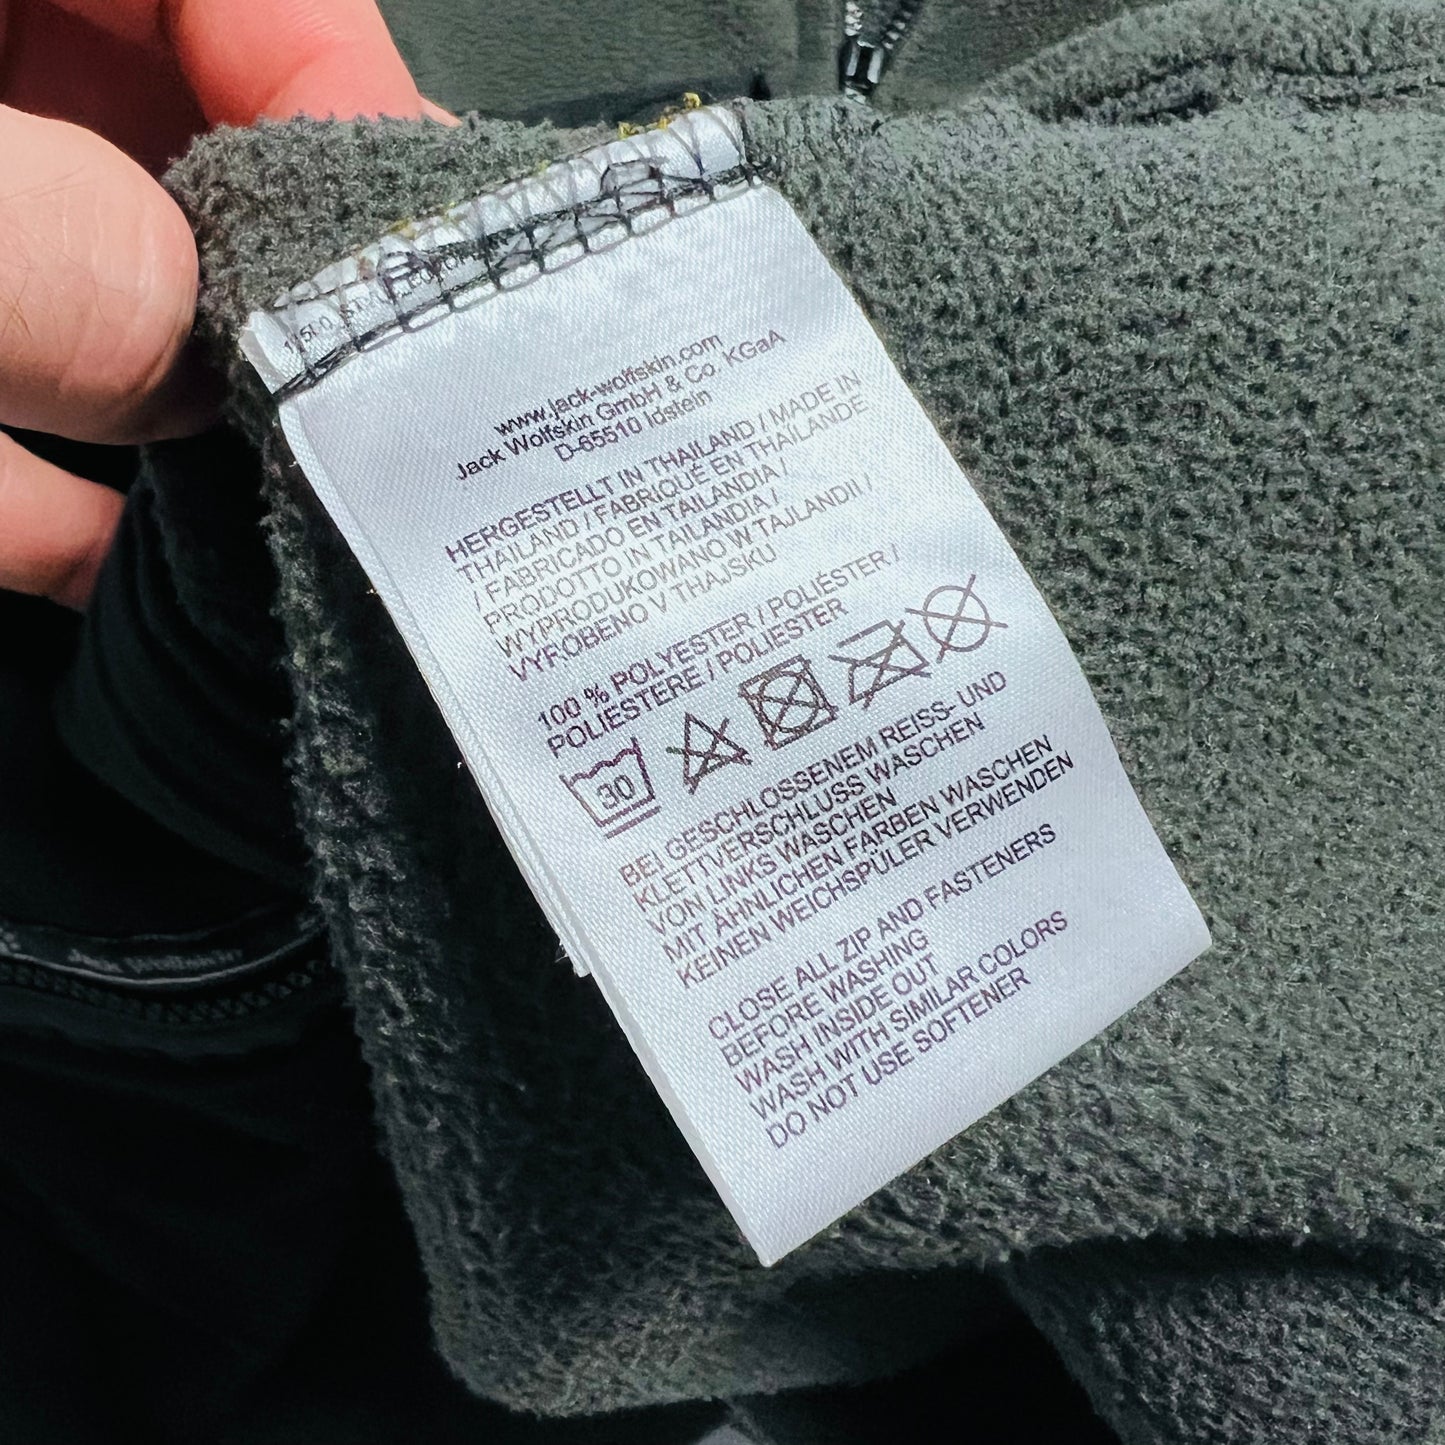 www.jack-wolfskin.com
Jack Wolfskin GmbH & Co. KGaA
D-65510 Idstein
HERGESTELLT IN THAILAND / MADE IN
THAILAND / FABRIQUÉ EN THAILANDE
/ FABRICADO EN TAILANDIA /
PRODOTTO IN TAILANDIA /
WYPRODUKOWANO W TAJLANDII /
VYROBENO V THAJSKU
100 % POLYESTER / POLIÉSTER /
POLIESTERE / POLIESTER
30
BEI GESCHLOSSENEM REISS- UND
KLETTVERSCHLUSS WASCHEN
VON LINKS WASCHEN
MIT ÄHNLICHEN FARBEN WASCHEN
KEINEN WEICHSPÜLER VERWENDEN
CLOSE ALL ZIP AND FASTENERS
BEFORE WASHING
WASH INSIDE OUT
WASH WITH SIMILAR COLORS
DO NOT USE SOFTENER
Jack Wolfskin